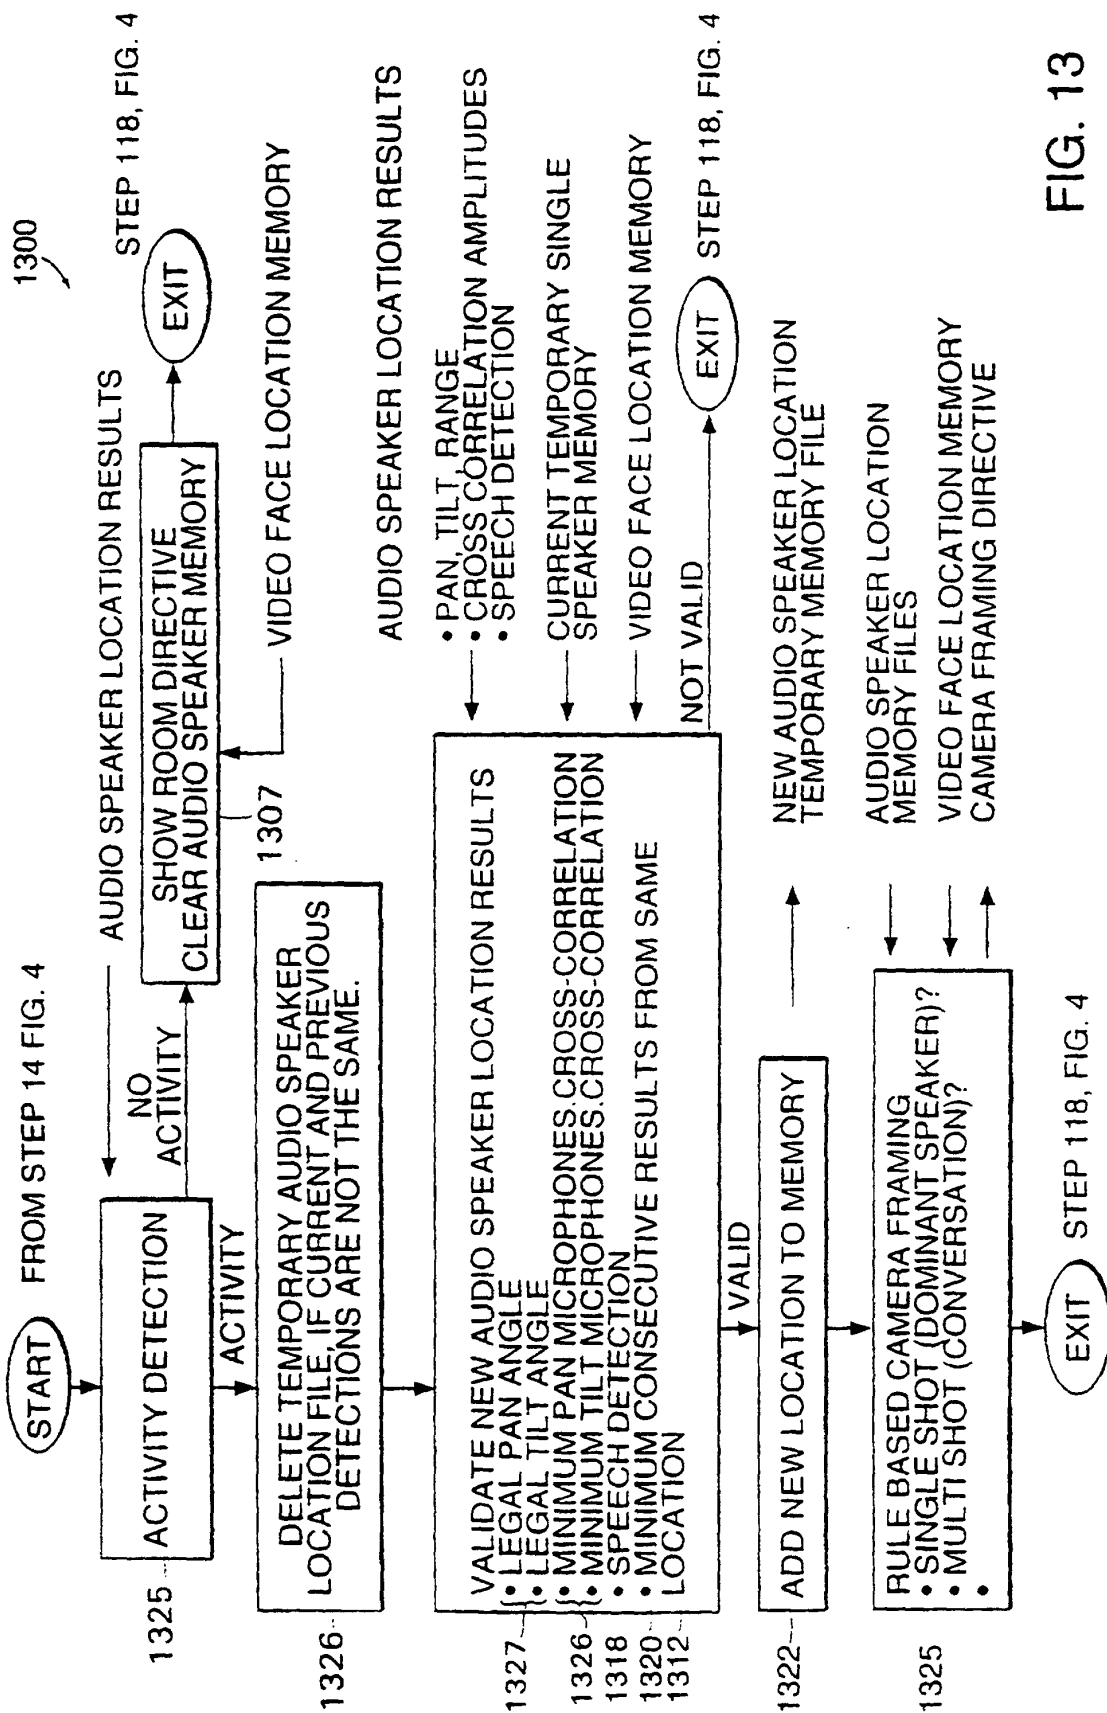 1300
START
FROM STEP 14 FIG. 4
AUDIO SPEAKER LOCATION RESULTS
STEP 118, FIG. 4
1325
ACTIVITY DETECTION
NO
ACTIVITY
SHOW ROOM DIRECTIVE
CLEAR AUDIO SPEAKER MEMORY
EXIT
1307
VIDEO FACE LOCATION MEMORY
ACTIVITY
1326
DELETE TEMPORARY AUDIO SPEAKER
LOCATION FILE, IF CURRENT AND PREVIOUS
DETECTIONS ARE NOT THE SAME.
AUDIO SPEAKER LOCATION RESULTS
• PAN, TILT, RANGE
• CROSS CORRELATION AMPLITUDES
• SPEECH DETECTION
CURRENT TEMPORARY SINGLE
SPEAKER MEMORY
VIDEO FACE LOCATION MEMORY
VALIDATE NEW AUDIO SPEAKER LOCATION RESULTS
1327 {• LEGAL PAN ANGLE
• LEGAL TILT ANGLE
1326 {• MINIMUM PAN MICROPHONES.CROSS-CORRELATION
• MINIMUM TILT MICROPHONES.CROSS-CORRELATION
1318 • SPEECH DETECTION
1320 • MINIMUM CONSECUTIVE RESULTS FROM SAME
1312 LOCATION
NOT VALID
EXIT
STEP 118, FIG. 4
VALID
1322
ADD NEW LOCATION TO MEMORY
NEW AUDIO SPEAKER LOCATION
TEMPORARY MEMORY FILE
1325
RULE BASED CAMERA FRAMING
• SINGLE SHOT (DOMINANT SPEAKER)?
• MULTI SHOT (CONVERSATION)?
•
AUDIO SPEAKER LOCATION
MEMORY FILES
VIDEO FACE LOCATION MEMORY
CAMERA FRAMING DIRECTIVE
EXIT
STEP 118, FIG. 4
FIG. 13